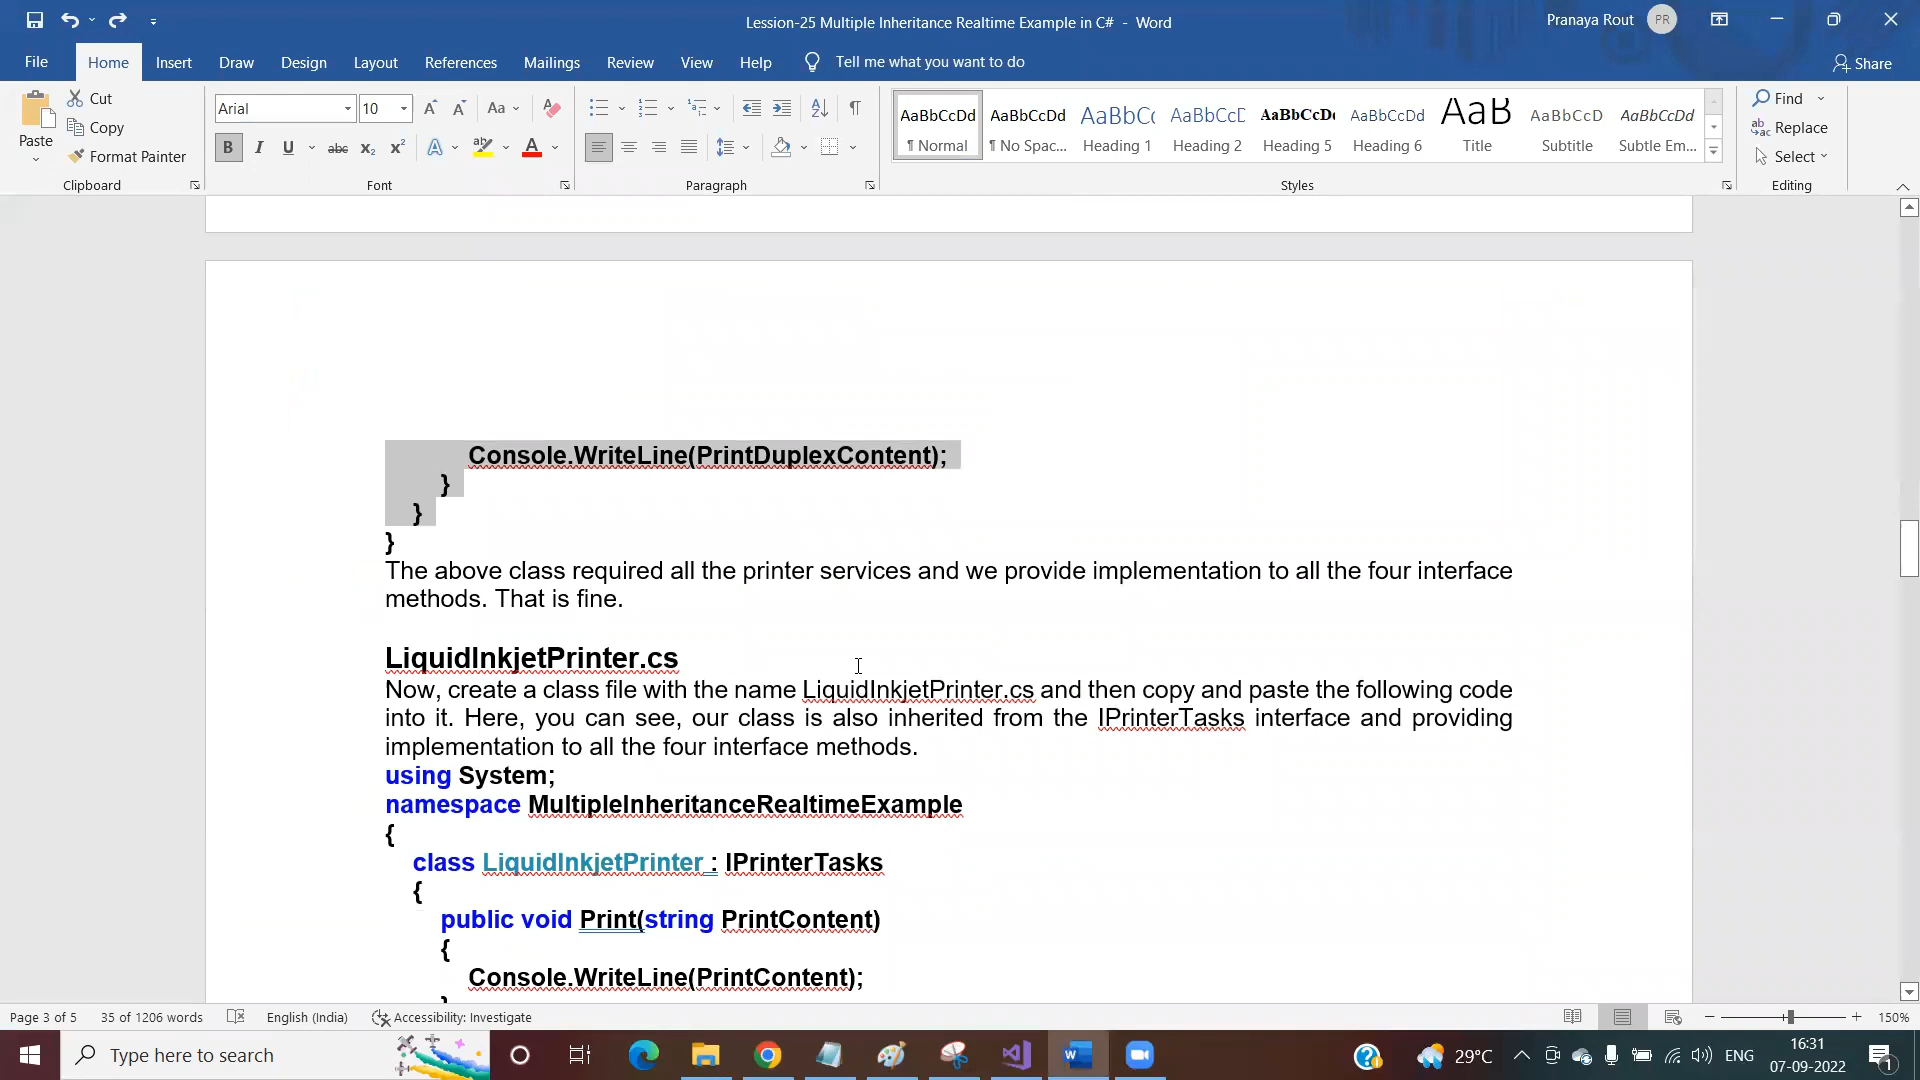 Lession-25 Multiple Inheritance Realtime Example in C# - Word
Pranaya Rout PR
File Home Insert Draw Design Layout References Mailings Review View Help Tell me what you want to do Share
Paste
Cut
Copy
Format Painter
Clipboard
Arial 10 Aa
B I U abc x₂ x² A A
Font
Paragraph
AaBbCcDd AaBbCcDd AaBbCc AaBbCcD AaBbCcDc AaBbCcDd AaB AaBbCcD AaBbCcDd
¶ Normal ¶ No Spac... Heading 1 Heading 2 Heading 5 Heading 6 Title Subtitle Subtle Em...
Styles
Find
Replace
Select
Editing
Console.WriteLine(PrintDuplexContent);
}
}
}
The above class required all the printer services and we provide implementation to all the four interface
methods. That is fine.
LiquidInkjetPrinter.cs
Now, create a class file with the name LiquidInkjetPrinter.cs and then copy and paste the following code
into it. Here, you can see, our class is also inherited from the IPrinterTasks interface and providing
implementation to all the four interface methods.
using System;
namespace MultipleInheritanceRealtimeExample
{
class LiquidInkjetPrinter : IPrinterTasks
{
public void Print(string PrintContent)
{
Console.WriteLine(PrintContent);
}
Page 3 of 5 35 of 1206 words English (India) Accessibility: Investigate 150%
Type here to search
29°C ENG
16:31
07-09-2022
1